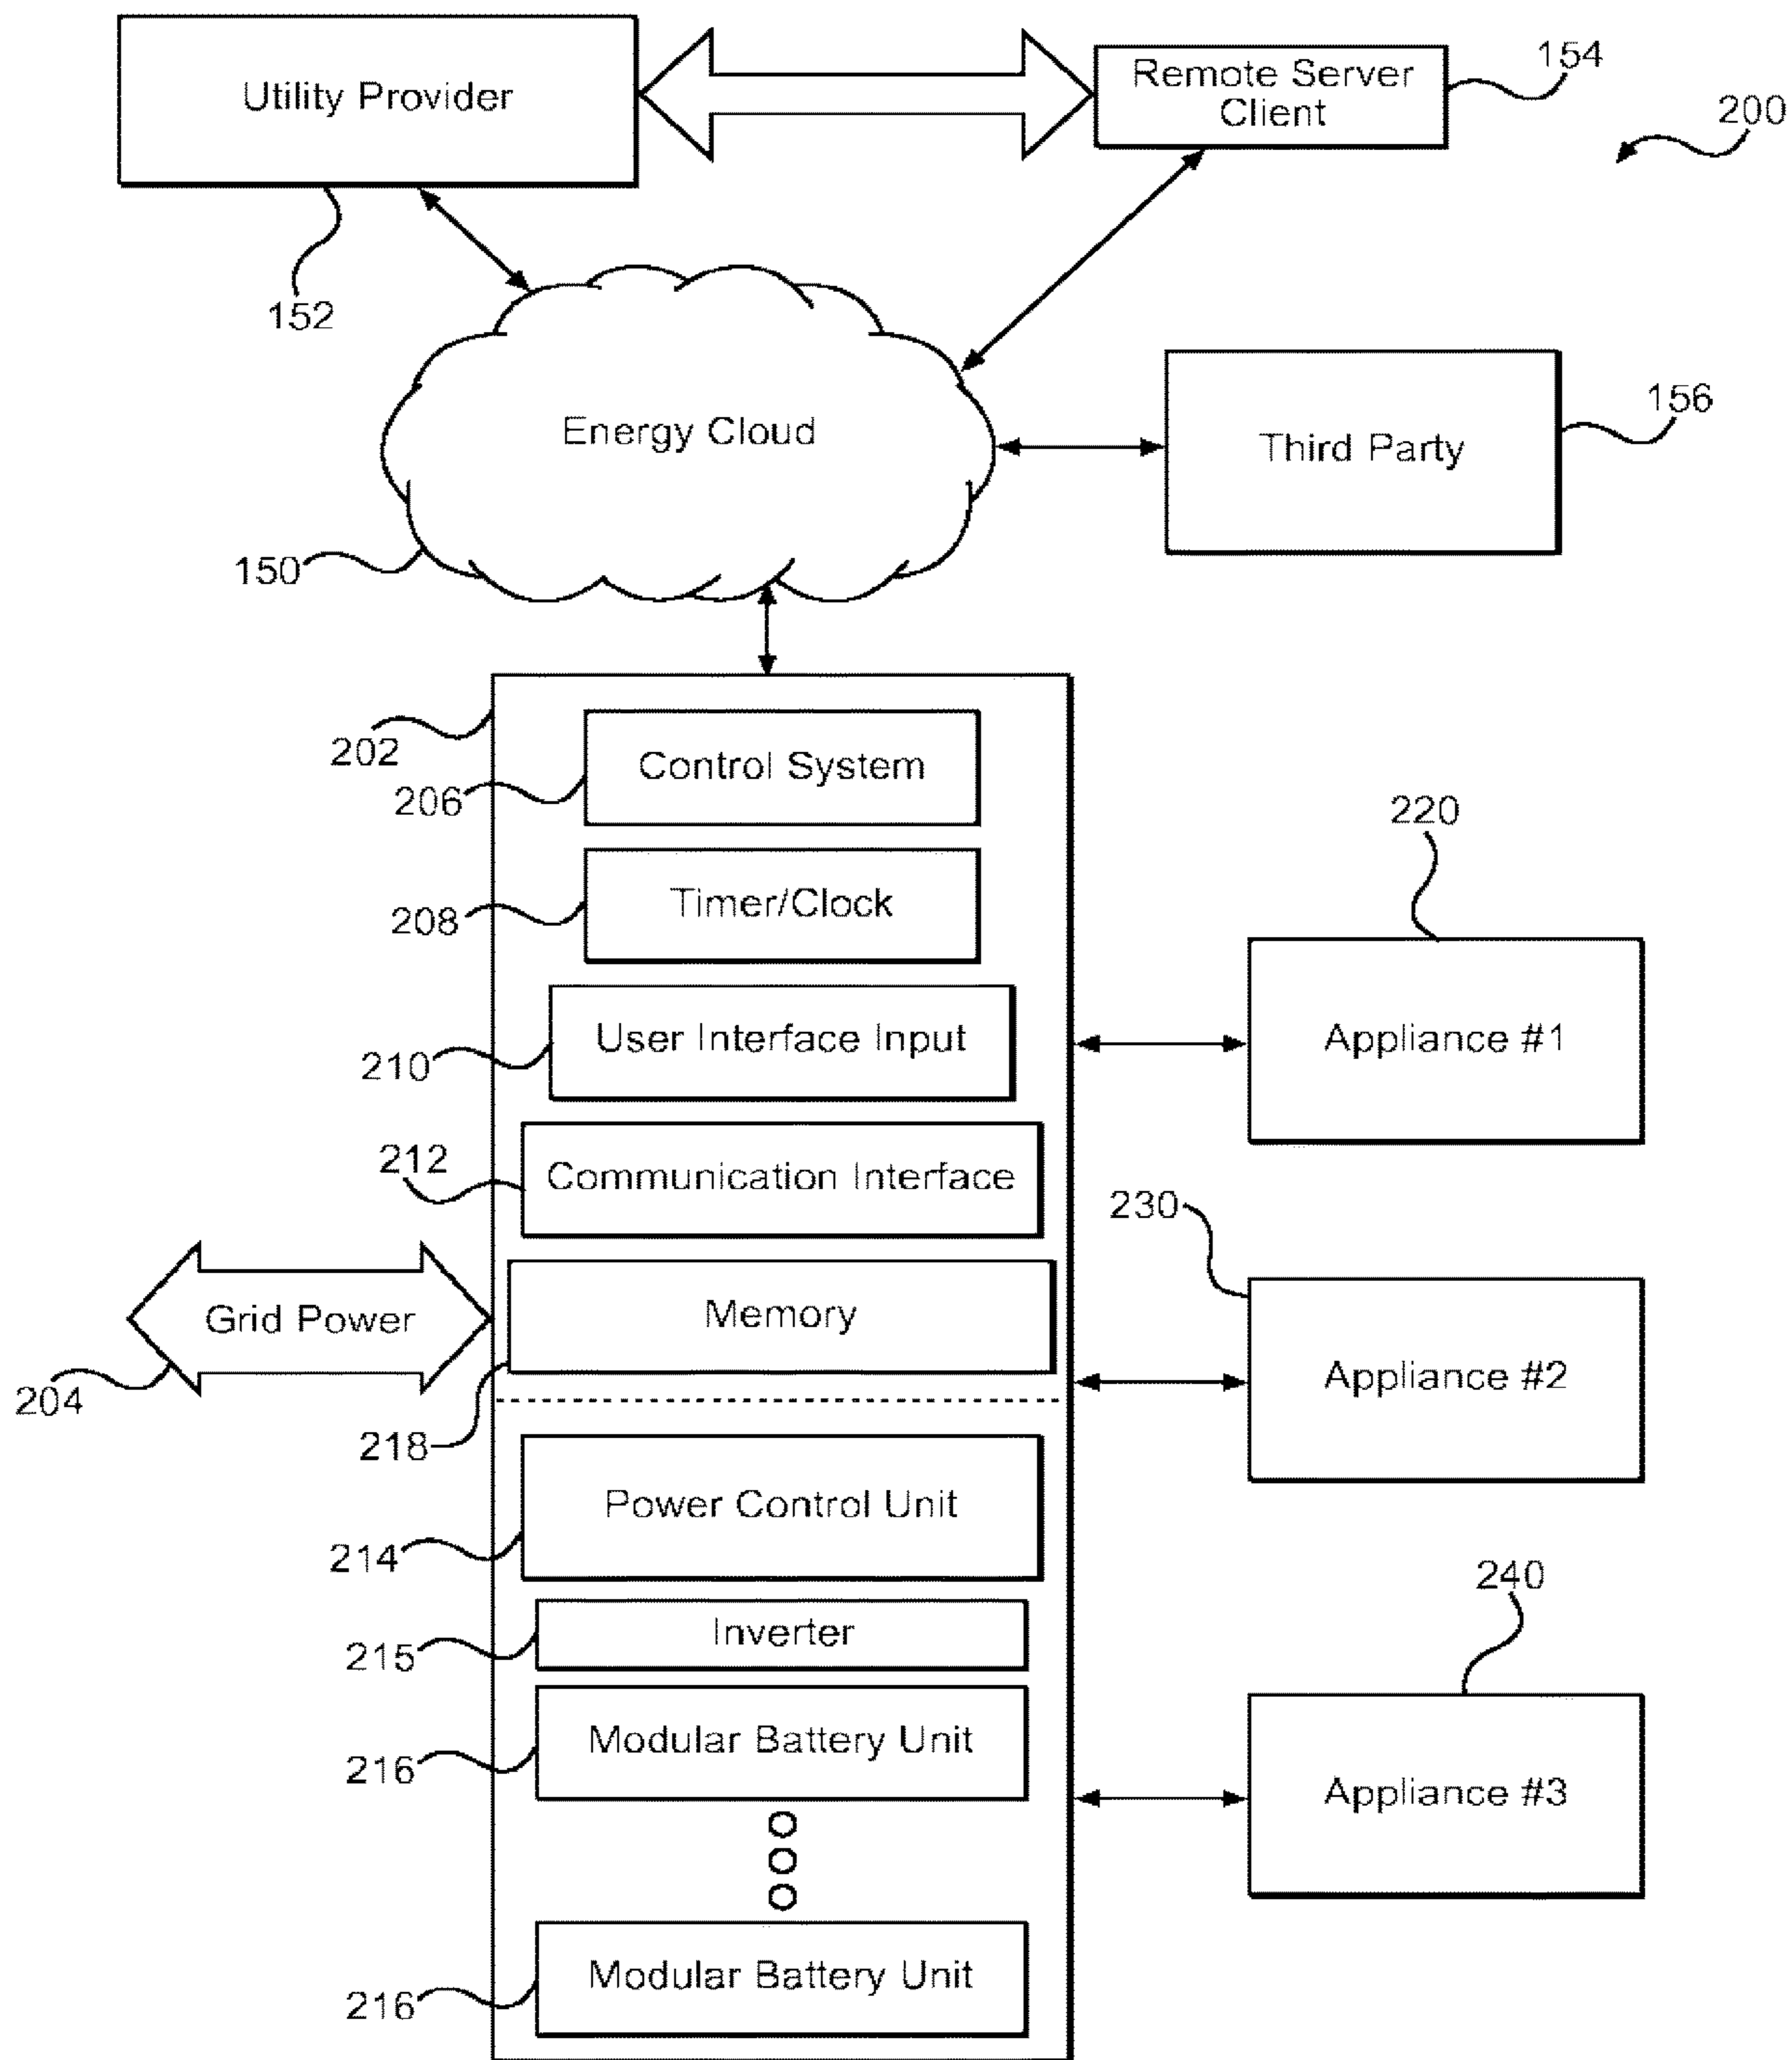 Utility Provider
Remote Server
Client
154
200
152
Energy Cloud
Third Party
156
150
202
Control System
206
Timer/Clock
208
220
User Interface Input
210
Appliance #1
212
Communication Interface
230
Grid Power
Memory
204
218
Appliance #2
Power Control Unit
214
240
Inverter
215
Modular Battery Unit
216
Appliance #3
Modular Battery Unit
216